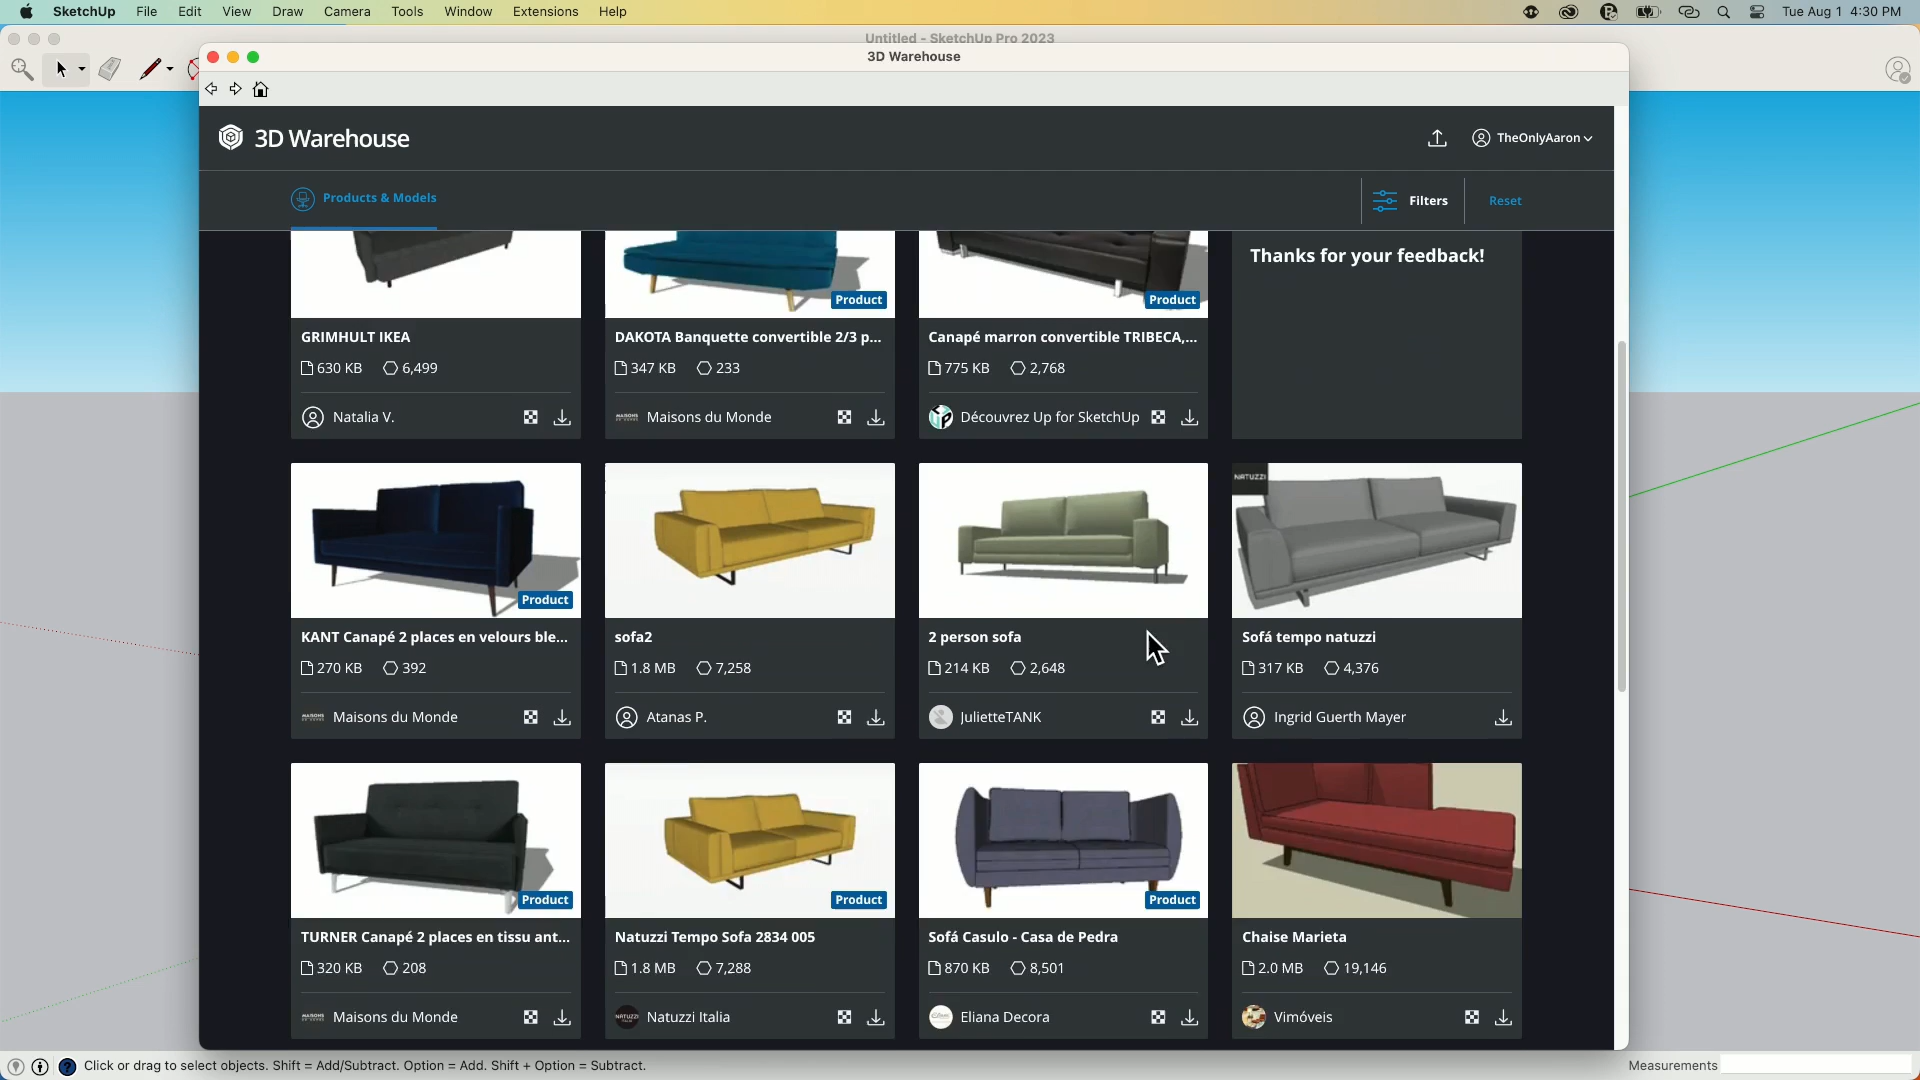 SketchUp File Edit View Draw Camera Tools Window Extensions Help Tue Aug 1 4:30 PM
Untitled - SketchUp Pro 2023
3D Warehouse
3D Warehouse TheOnlyAaron
Products & Models Filters Reset
Thanks for your feedback!
Product Product
GRIMHULT IKEA DAKOTA Banquette convertible 2/3 p... Canapé marron convertible TRIBECA,...
630 KB 6,499 347 KB 233 775 KB 2,768
Natalia V. Maisons du Monde Découvrez Up for SketchUp
NATUZZI
Product
KANT Canapé 2 places en velours ble... sofa2 2 person sofa Sofá tempo natuzzi
270 KB 392 1.8 MB 7,258 214 KB 2,648 317 KB 4,376
Maisons du Monde Atanas P. JulietteTANK Ingrid Guerth Mayer
Product Product Product
TURNER Canapé 2 places en tissu ant... Natuzzi Tempo Sofa 2834 005 Sofá Casulo - Casa de Pedra Chaise Marieta
320 KB 208 1.8 MB 7,288 870 KB 8,501 2.0 MB 19,146
Maisons du Monde Natuzzi Italia Eliana Decora Vimóveis
Click or drag to select objects. Shift = Add/Subtract. Option = Add. Shift + Option = Subtract. Measurements